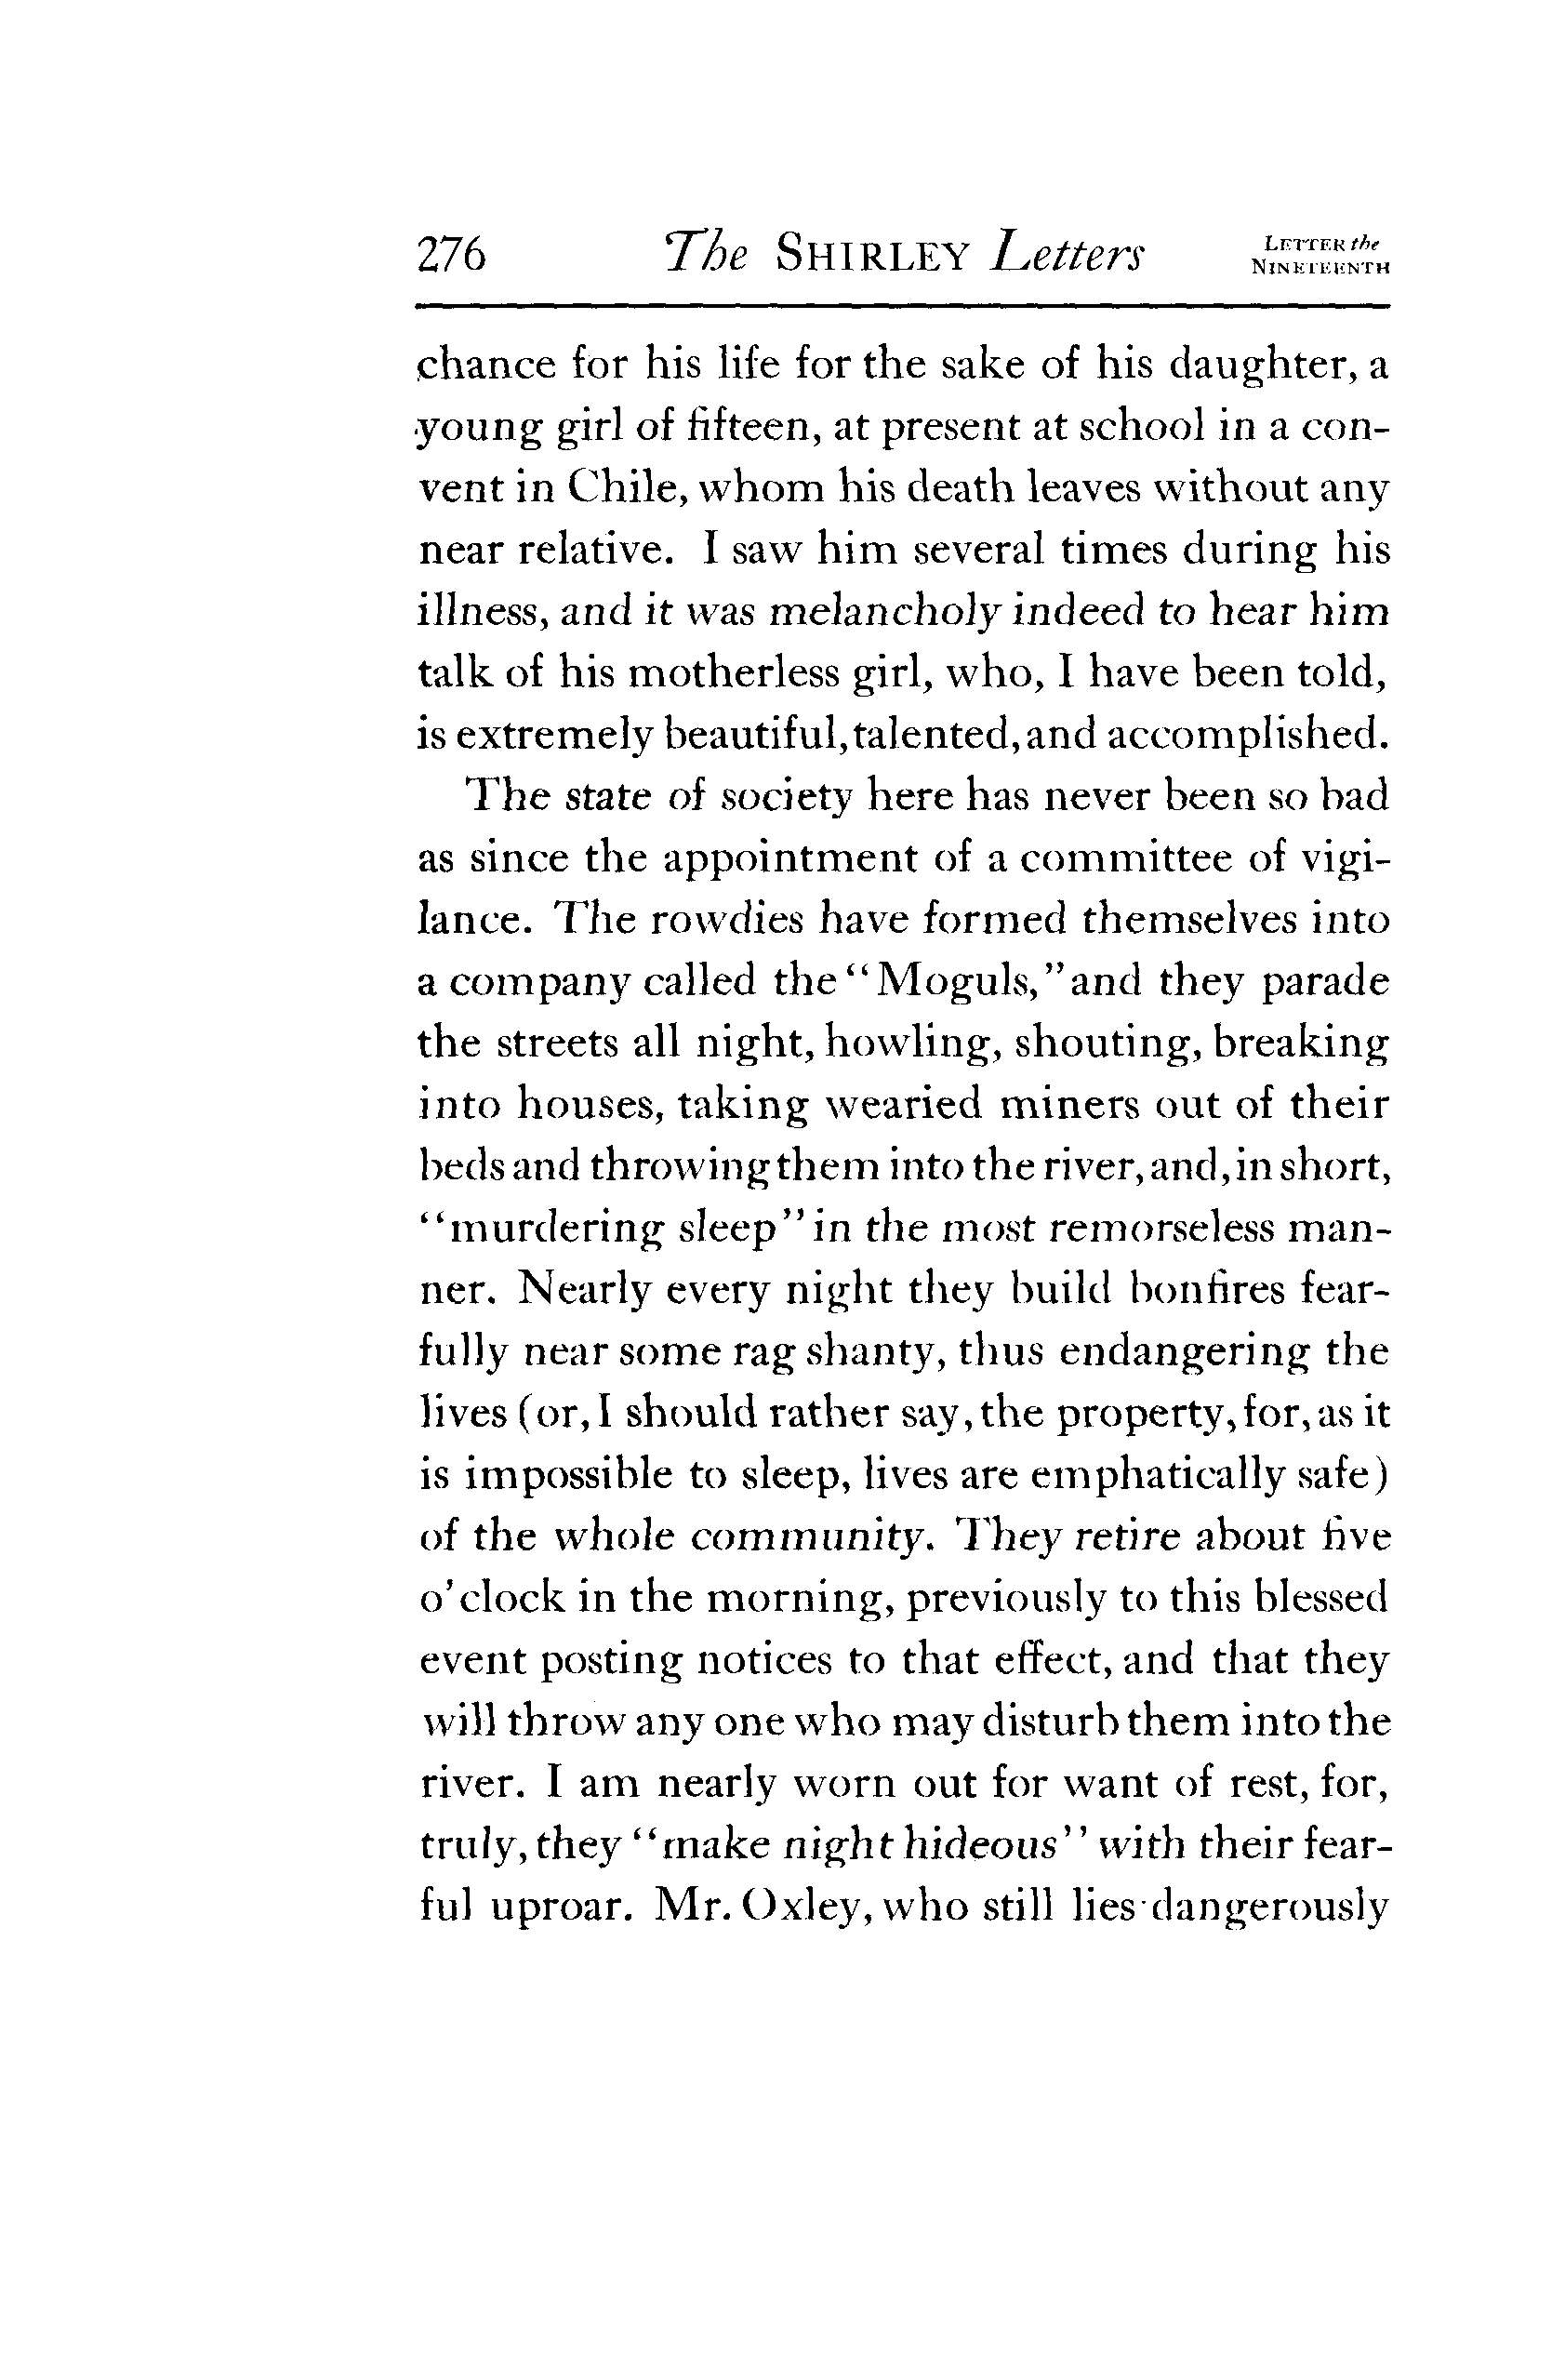 276 The SHIRLEY Letters LETTER the
NINETEENTH
chance for his life for the sake of his daughter, a
young girl of fifteen, at present at school in a con-
vent in Chile, whom his death leaves without any
near relative. I saw him several times during his
illness, and it was melancholy indeed to hear him
talk of his motherless girl, who, I have been told,
is extremely beautiful, talented, and accomplished.
The state of society here has never been so bad
as since the appointment of a committee of vigi-
lance. The rowdies have formed themselves into
a company called the "Moguls," and they parade
the streets all night, howling, shouting, breaking
into houses, taking wearied miners out of their
beds and throwing them into the river, and, in short,
"murdering sleep" in the most remorseless man-
ner. Nearly every night they build bonfires fear-
fully near some rag shanty, thus endangering the
lives (or, I should rather say, the property, for, as it
is impossible to sleep, lives are emphatically safe)
of the whole community. They retire about five
o'clock in the morning, previously to this blessed
event posting notices to that effect, and that they
will throw any one who may disturb them into the
river. I am nearly worn out for want of rest, for,
truly, they "make night hideous" with their fear-
ful uproar. Mr. Oxley, who still lies dangerously